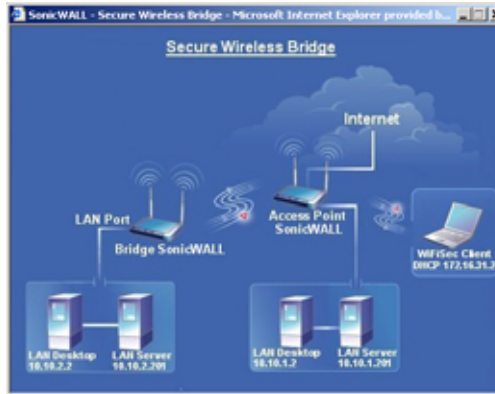 SonicWALL - Secure Wireless Bridge - Microsoft Internet Explorer provided b...
Secure Wireless Bridge
Internet
LAN Port
Bridge SonicWALL
Access Point
SonicWALL
WiFiSec Client
DHCP 172.16.31.2
LAN Desktop
10.10.2.2
LAN Server
10.10.2.201
LAN Desktop
10.10.1.2
LAN Server
10.10.1.201